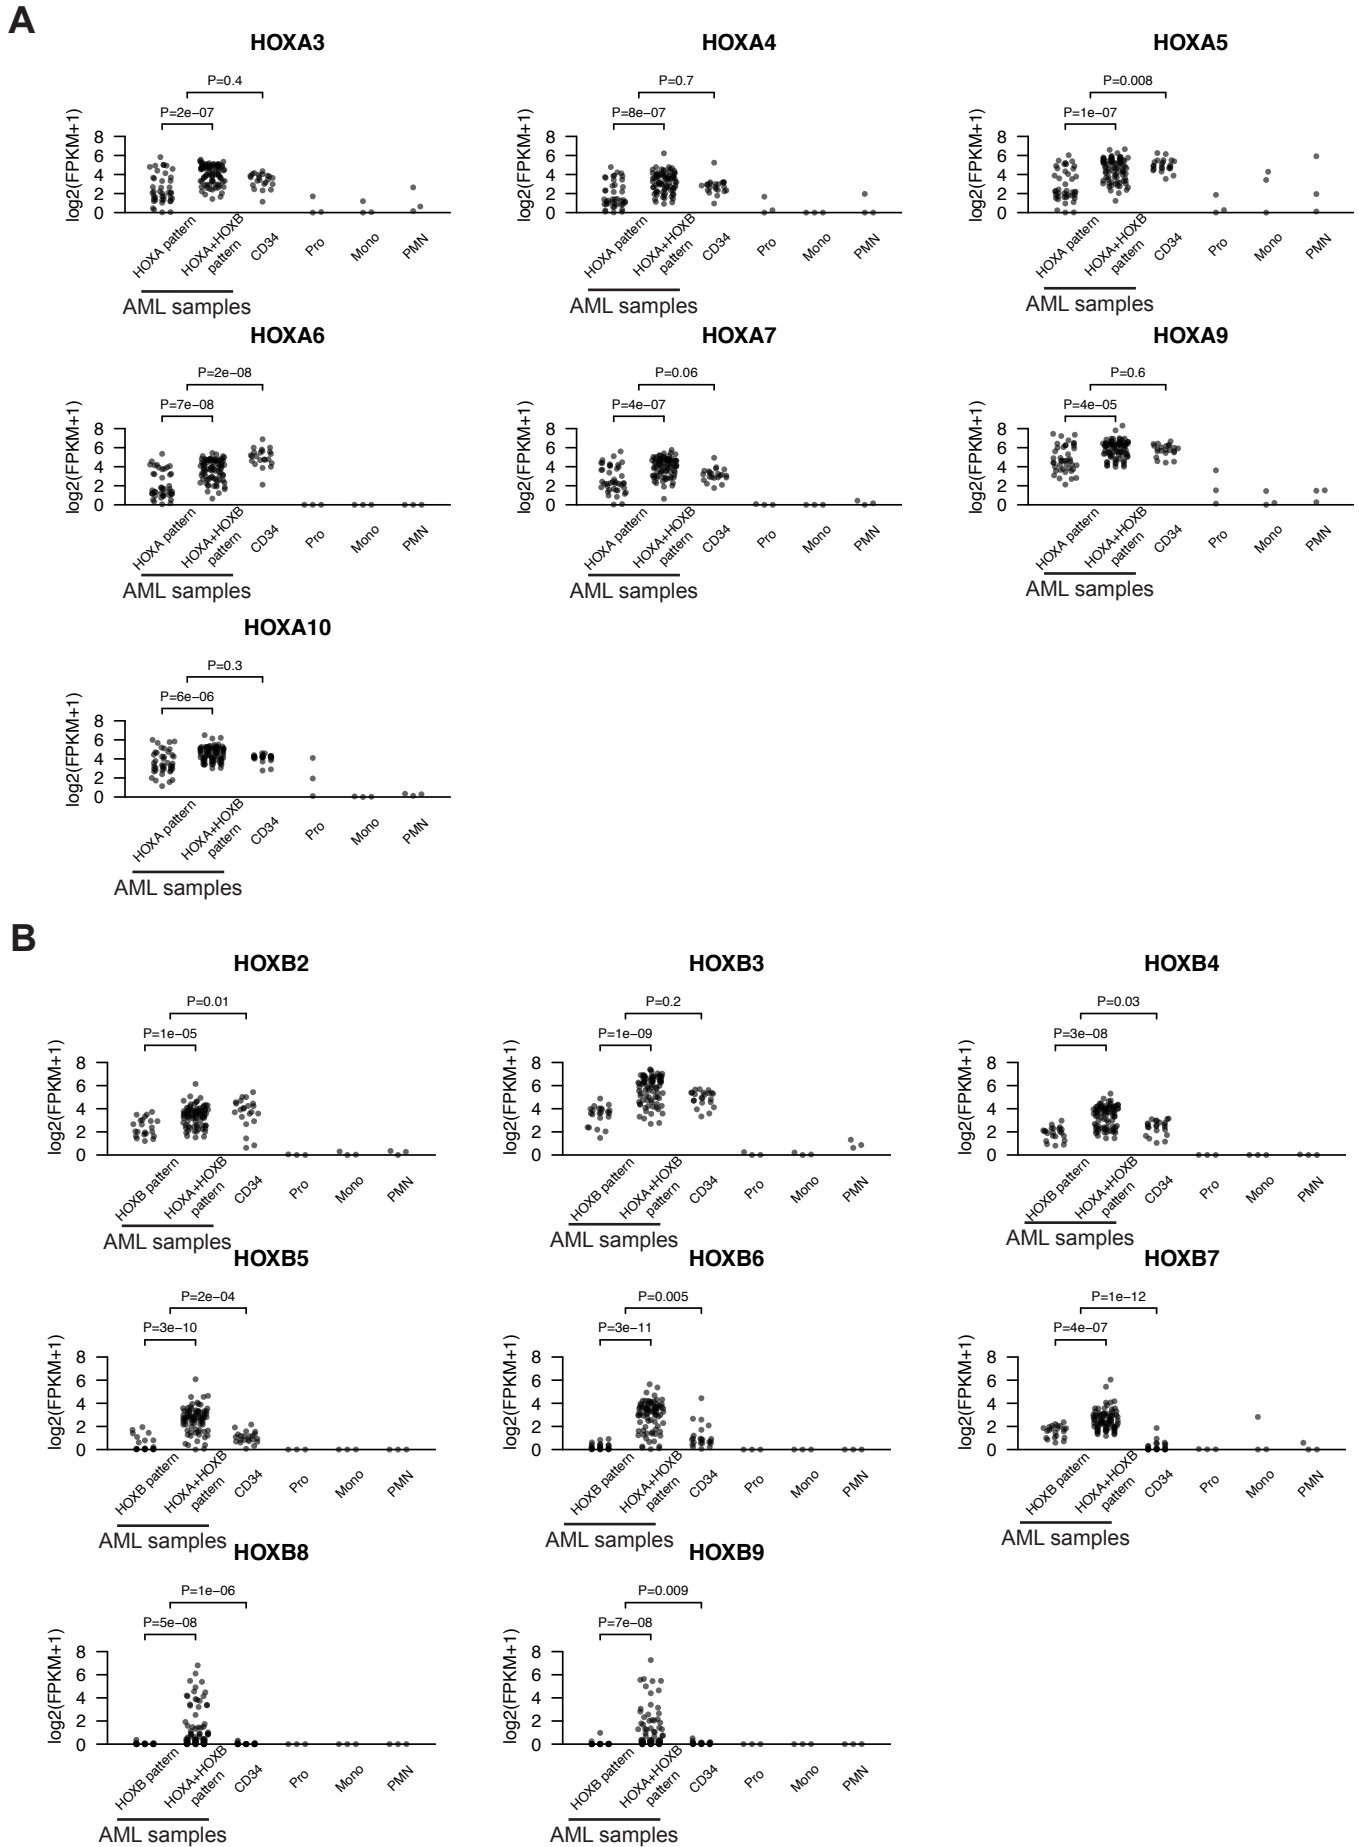 A
HOXA3
HOXA4
HOXA5
P=0.4
P=0.7
P=0.008
P=2e−07
P=8e−07
P=1e−07
log2(FPKM+1)
8
6
4
2
0
HOXA pattern
HOXA+HOXB
pattern
CD34
Pro
Mono
PMN
AML samples
log2(FPKM+1)
8
6
4
2
0
HOXA pattern
HOXA+HOXB
pattern
CD34
Pro
Mono
PMN
AML samples
log2(FPKM+1)
8
6
4
2
0
HOXA pattern
HOXA+HOXB
pattern
CD34
Pro
Mono
PMN
AML samples
HOXA6
HOXA7
HOXA9
P=2e−08
P=0.06
P=0.6
P=7e−08
P=4e−07
P=4e−05
log2(FPKM+1)
8
6
4
2
0
HOXA pattern
HOXA+HOXB
pattern
CD34
Pro
Mono
PMN
AML samples
log2(FPKM+1)
8
6
4
2
0
HOXA pattern
HOXA+HOXB
pattern
CD34
Pro
Mono
PMN
AML samples
log2(FPKM+1)
8
6
4
2
0
HOXA pattern
HOXA+HOXB
pattern
CD34
Pro
Mono
PMN
AML samples
HOXA10
P=0.3
P=6e−06
log2(FPKM+1)
8
6
4
2
0
HOXA pattern
HOXA+HOXB
pattern
CD34
Pro
Mono
PMN
AML samples
B
HOXB2
HOXB3
HOXB4
P=0.01
P=0.2
P=0.03
P=1e−05
P=1e−09
P=3e−08
log2(FPKM+1)
8
6
4
2
0
HOXB pattern
HOXA+HOXB
pattern
CD34
Pro
Mono
PMN
AML samples
log2(FPKM+1)
8
6
4
2
0
HOXB pattern
HOXA+HOXB
pattern
CD34
Pro
Mono
PMN
AML samples
log2(FPKM+1)
8
6
4
2
0
HOXB pattern
HOXA+HOXB
pattern
CD34
Pro
Mono
PMN
AML samples
HOXB5
HOXB6
HOXB7
P=2e−04
P=0.005
P=1e−12
P=3e−10
P=3e−11
P=4e−07
log2(FPKM+1)
8
6
4
2
0
HOXB pattern
HOXA+HOXB
pattern
CD34
Pro
Mono
PMN
AML samples
log2(FPKM+1)
8
6
4
2
0
HOXB pattern
HOXA+HOXB
pattern
CD34
Pro
Mono
PMN
AML samples
log2(FPKM+1)
8
6
4
2
0
HOXB pattern
HOXA+HOXB
pattern
CD34
Pro
Mono
PMN
AML samples
HOXB8
HOXB9
P=1e−06
P=0.009
P=5e−08
P=7e−08
log2(FPKM+1)
8
6
4
2
0
HOXB pattern
HOXA+HOXB
pattern
CD34
Pro
Mono
PMN
AML samples
log2(FPKM+1)
8
6
4
2
0
HOXB pattern
HOXA+HOXB
pattern
CD34
Pro
Mono
PMN
AML samples